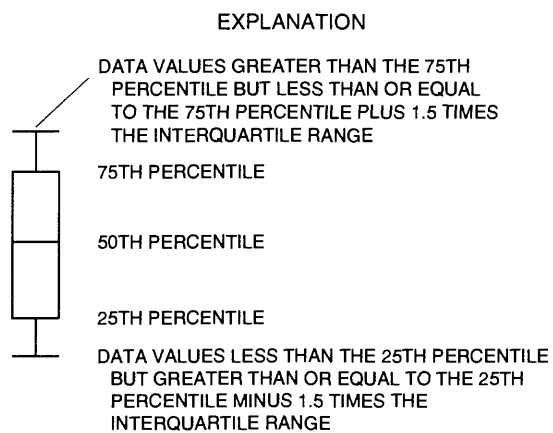 EXPLANATION
DATA VALUES GREATER THAN THE 75TH
PERCENTILE BUT LESS THAN OR EQUAL
TO THE 75TH PERCENTILE PLUS 1.5 TIMES
THE INTERQUARTILE RANGE
75TH PERCENTILE
50TH PERCENTILE
25TH PERCENTILE
DATA VALUES LESS THAN THE 25TH PERCENTILE
BUT GREATER THAN OR EQUAL TO THE 25TH
PERCENTILE MINUS 1.5 TIMES THE
INTERQUARTILE RANGE